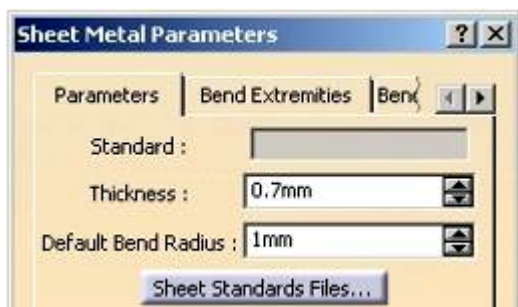 Sheet Metal Parameters ? X
Parameters Bend Extremities
Standard :
Thickness : 0.7mm
Default Bend Radius : 1mm
Sheet Standards Files...